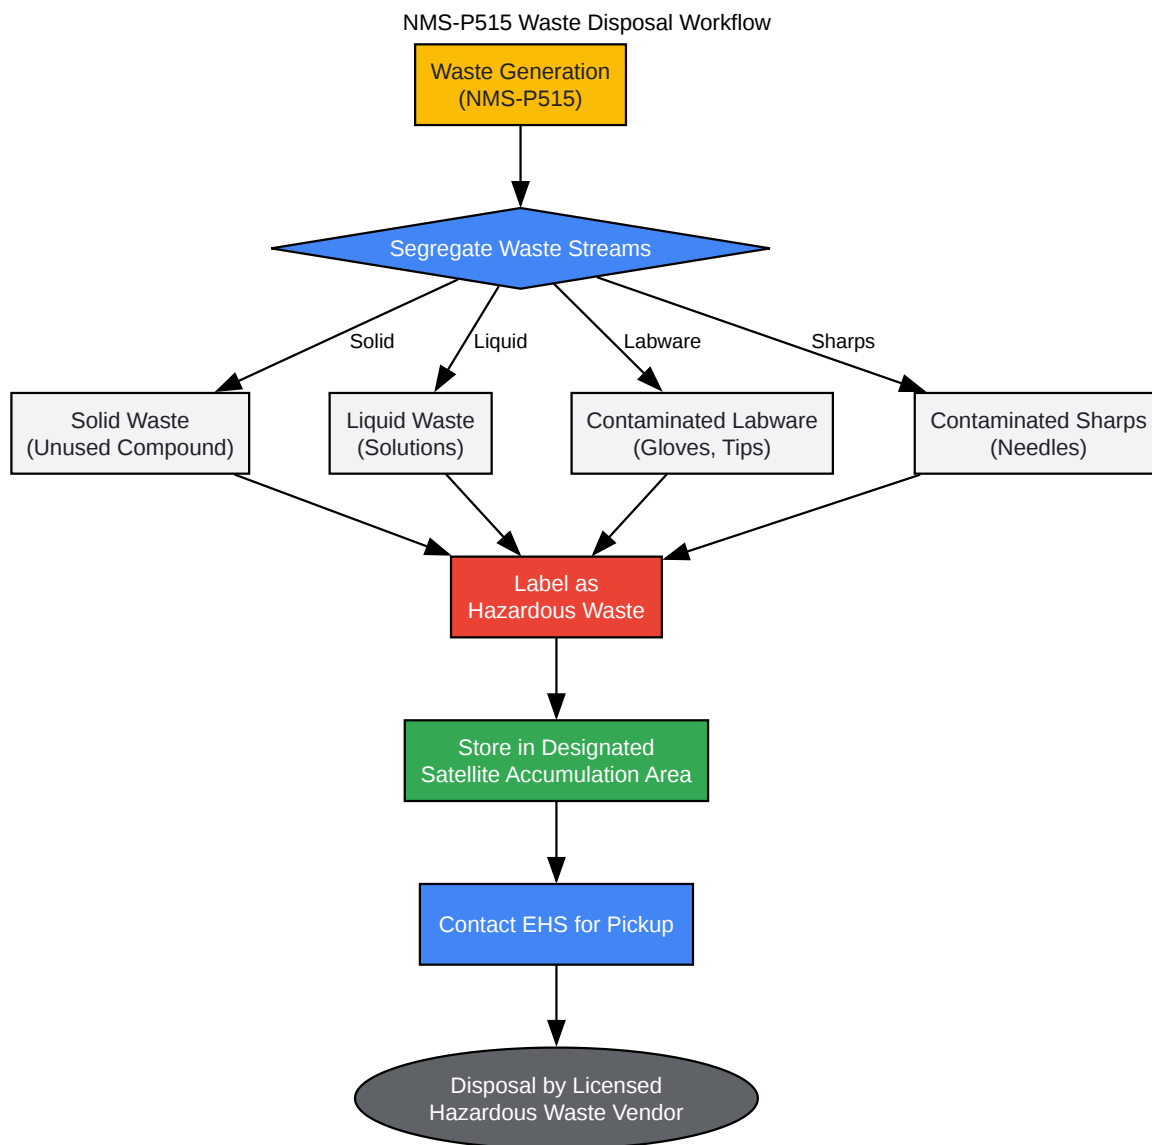 NMS-P515 Waste Disposal Workflow
Waste Generation
(NMS-P515)
Segregate Waste Streams
Solid
Liquid
Labware
Sharps
Solid Waste
(Unused Compound)
Liquid Waste
(Solutions)
Contaminated Labware
(Gloves, Tips)
Contaminated Sharps
(Needles)
Label as
Hazardous Waste
Store in Designated
Satellite Accumulation Area
Contact EHS for Pickup
Disposal by Licensed
Hazardous Waste Vendor